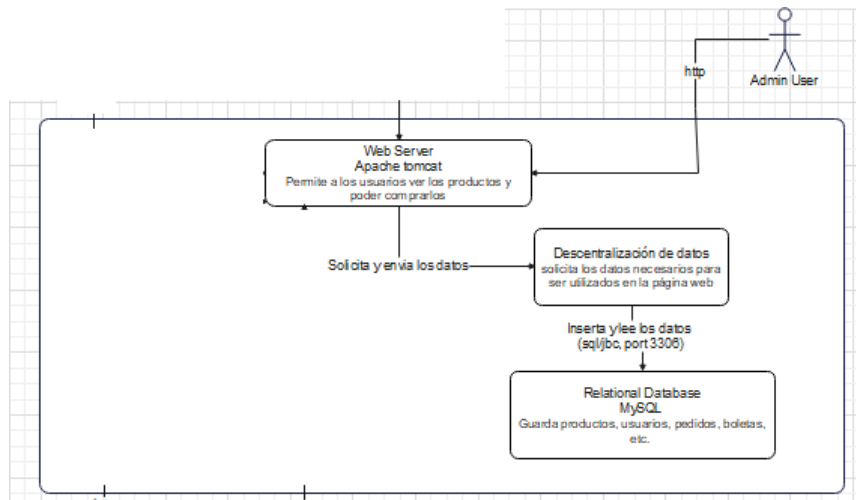 http
Admin User
Web Server
Apache tomcat
Permite a los usuarios ver los productos y
poder comprarlos
Solicita y envia los datos
Descentralización de datos
solicita los datos necesarios para
ser utilizados en la página web
Inserta y lee los datos
(sql/jbc, port 3306)
Relational Database
MySQL
Guarda productos, usuarios, pedidos, boletas,
etc.